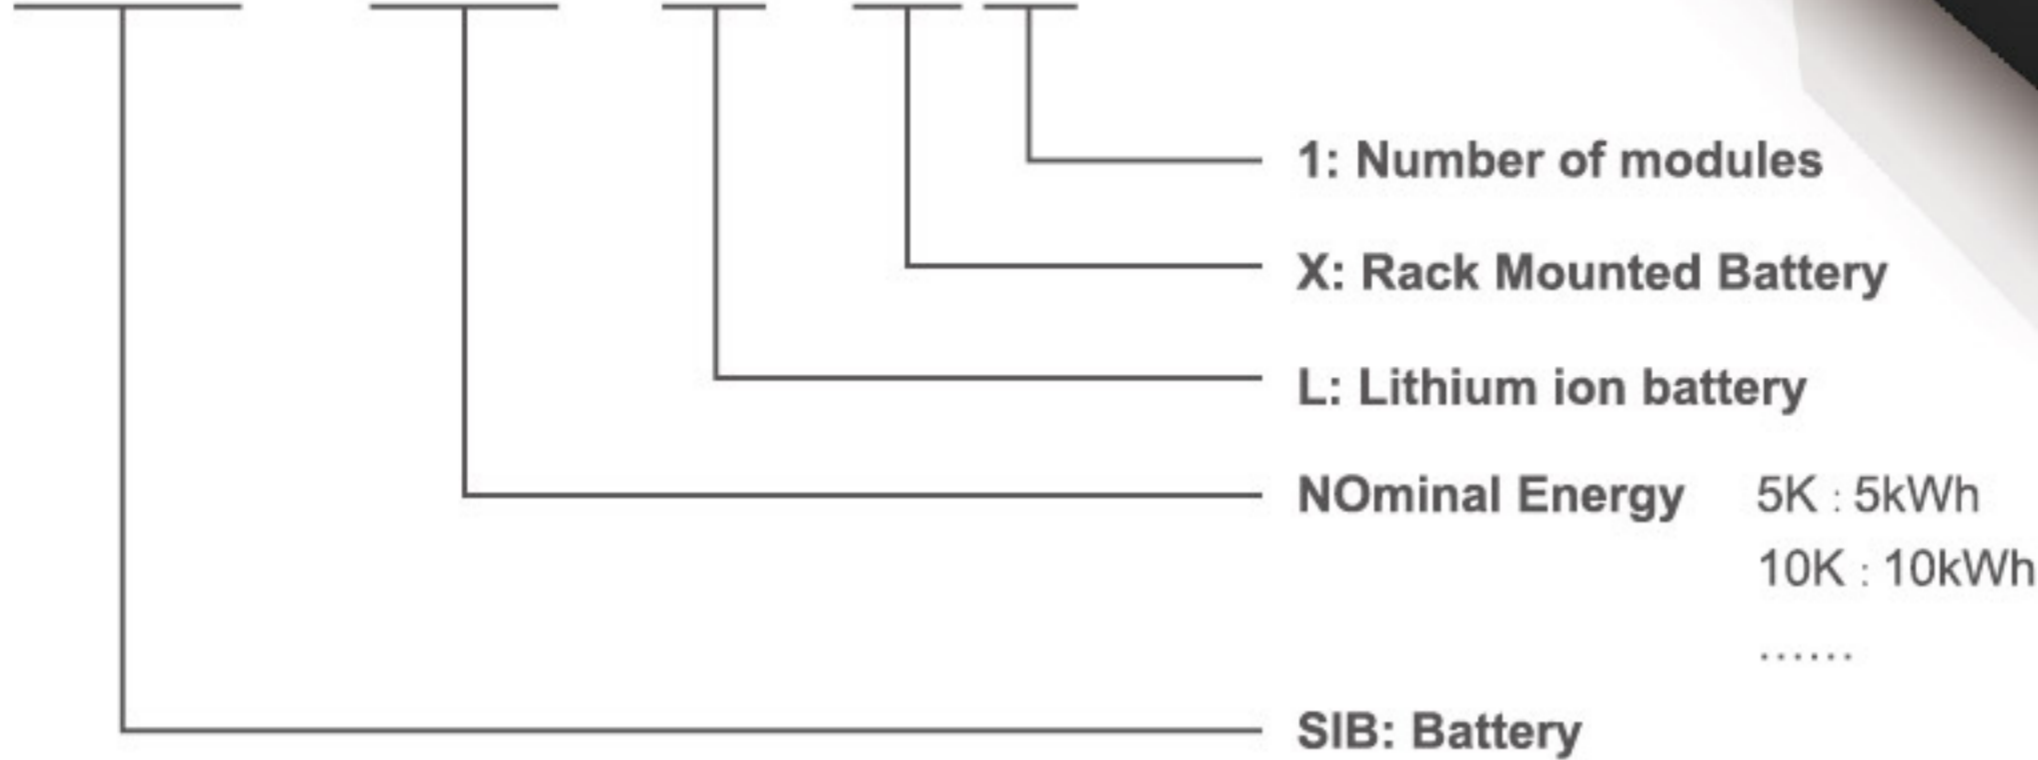 1: Number of modules
X: Rack Mounted Battery
L: Lithium ion battery
NOminal Energy 5K : 5kWh
10K : 10kWh
......
SIB: Battery